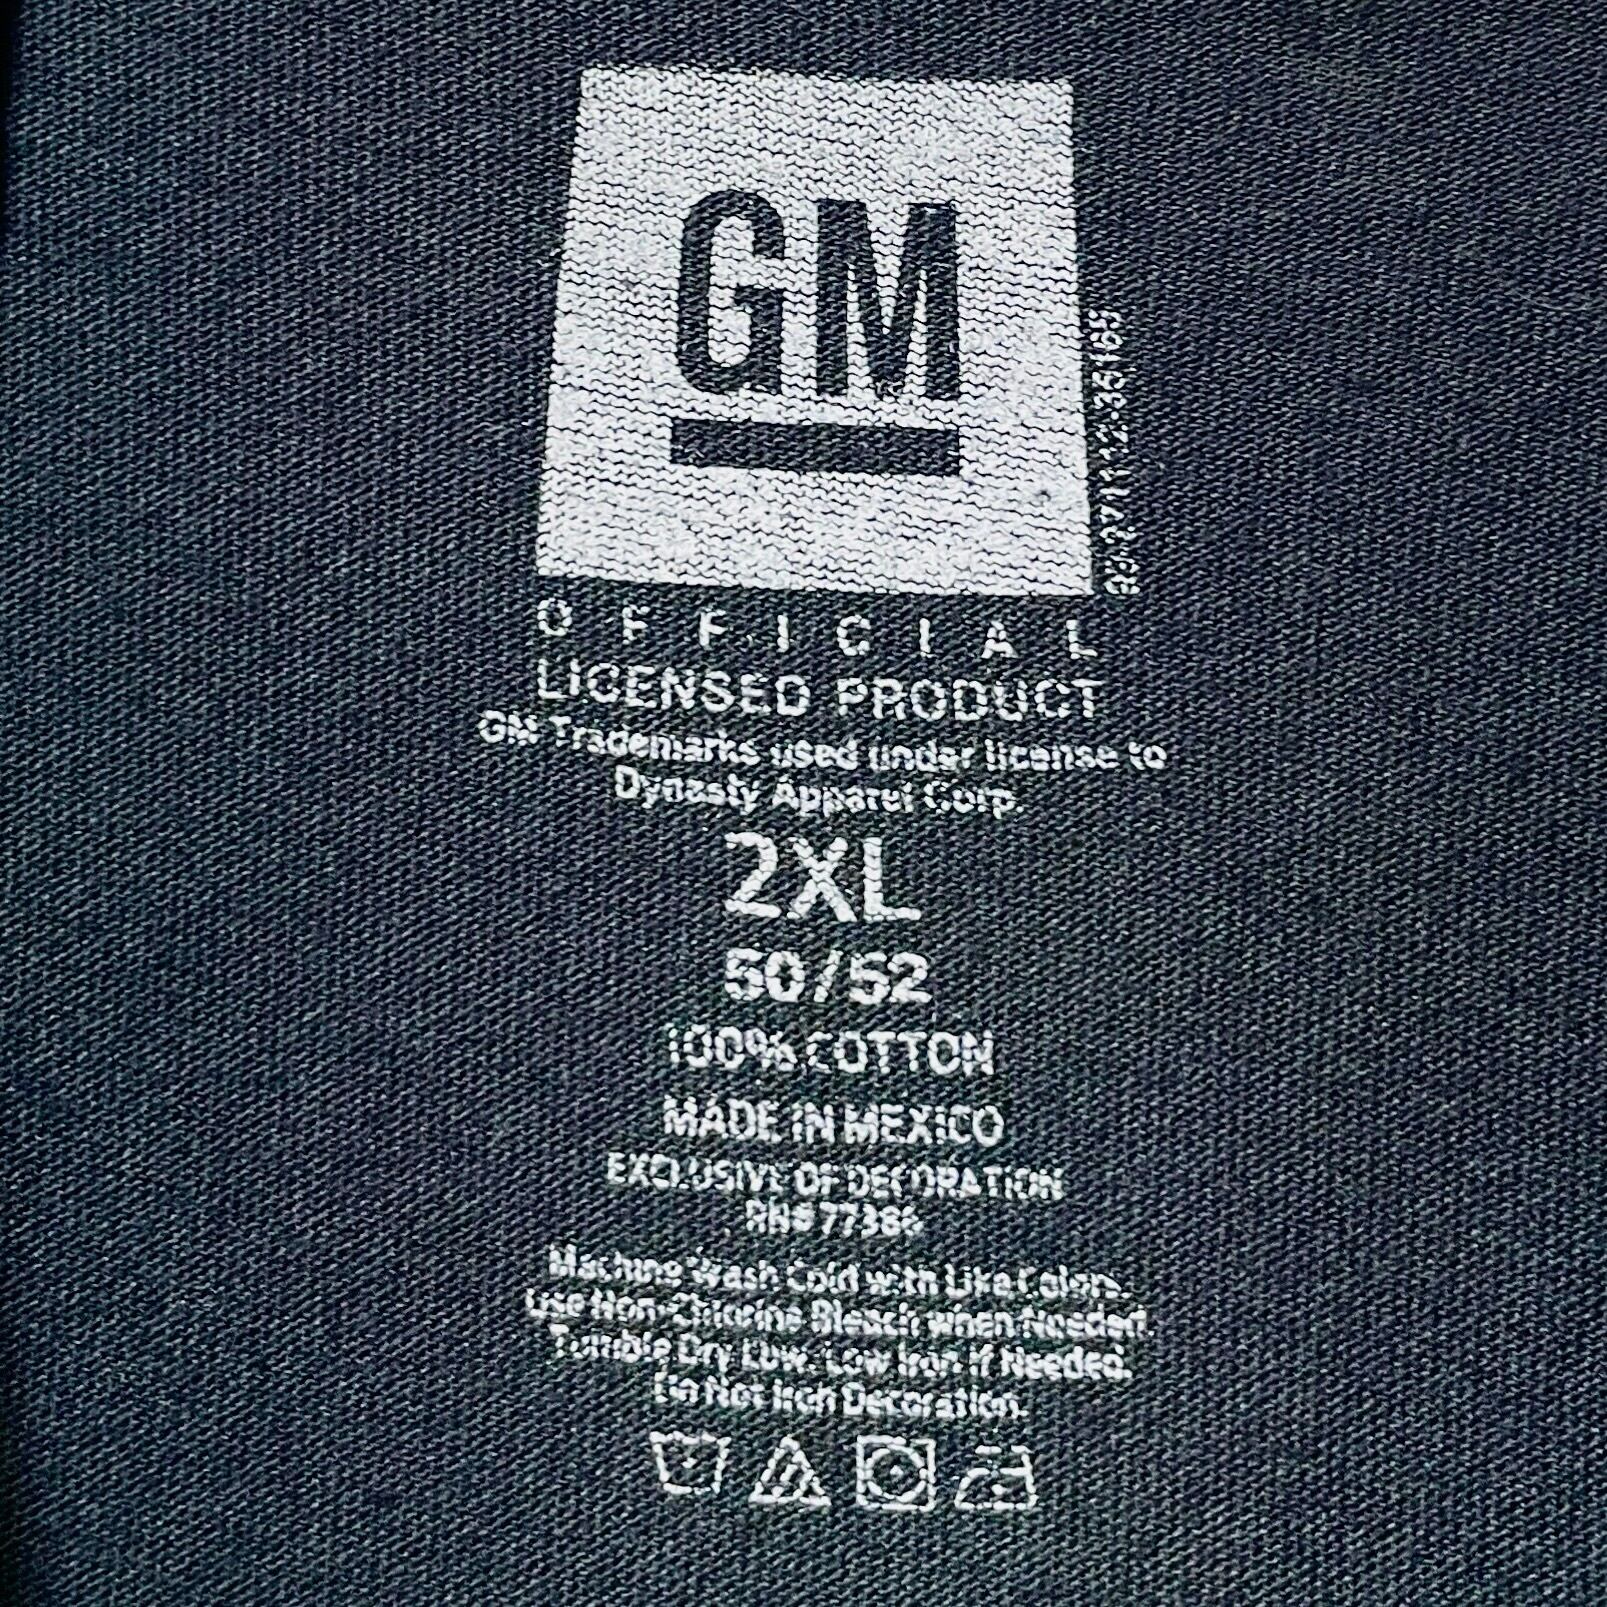 GM
OFFICIAL
LICENSED PRODUCT
GM Trademarks used under license to
Dynasty Apparel Corp.
2XL
50/52
100% COTTON
MADE IN MEXICO
EXCLUSIVE OF DECORATION
RN# 77386
Machine Wash Cold with Like Colors.
Use Non-Chlorine Bleach when Needed.
Tumble Dry Low. Low Iron if Needed.
Do Not Iron Decoration.